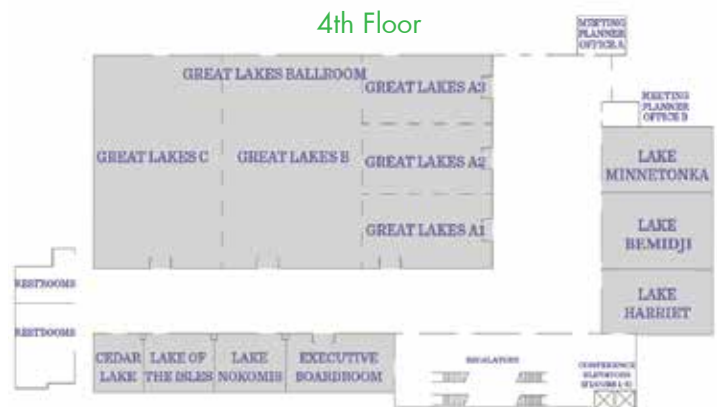 4th Floor
MEETING
PLANNER
OFFICE A
GREAT LAKES BALLROOM
GREAT LAKES A3
MEETING
PLANNER
OFFICE B
GREAT LAKES C
GREAT LAKES B
GREAT LAKES A2
LAKE
MINNETONKA
GREAT LAKES A1
LAKE
BEMIDJI
RESTROOMS
LAKE
HARRIET
RESTROOMS
CEDAR
LAKE
LAKE OF
THE ISLES
LAKE
NOKOMIS
EXECUTIVE
BOARDROOM
ESCALATORS
CONFERENCE
ELEVATORS